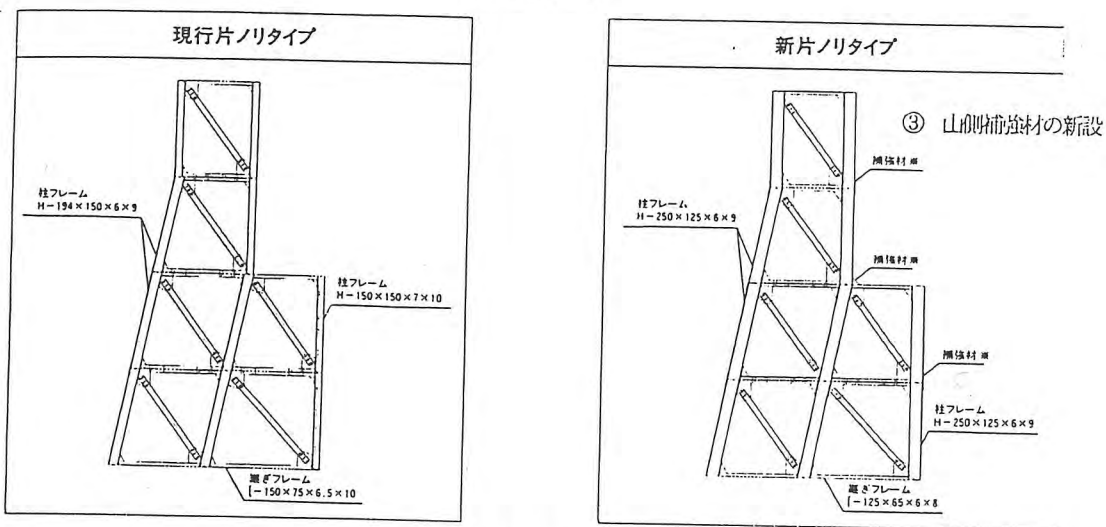 現行片ノリタイプ
柱フレーム
H-194×150×6×9
柱フレーム
H-150×150×7×10
継ぎフレーム
[-150×75×6.5×10
新片ノリタイプ
③ 山側補強材の新設
補強材※
柱フレーム
H-250×125×6×9
補強材※
補強材※
柱フレーム
H-250×125×6×9
継ぎフレーム
[-125×65×6×8